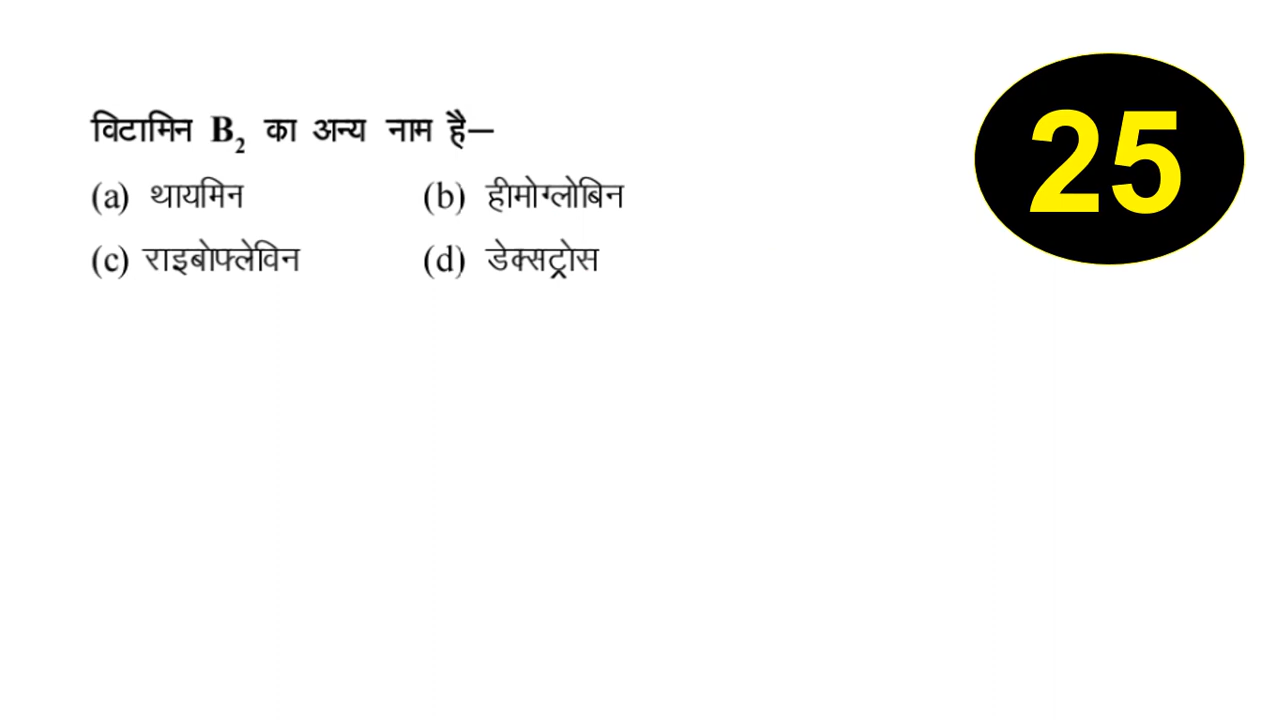 विटामिन B₂ का अन्य नाम है—
(a) थायमिन (b) हीमोग्लोबिन
(c) राइबोफ्लेविन (d) डेक्सट्रोस
25